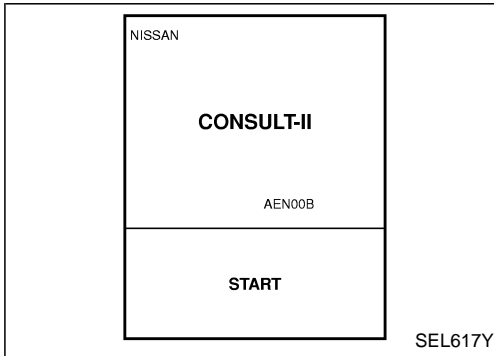 NISSAN
CONSULT-II
AEN00B
START
SEL617Y